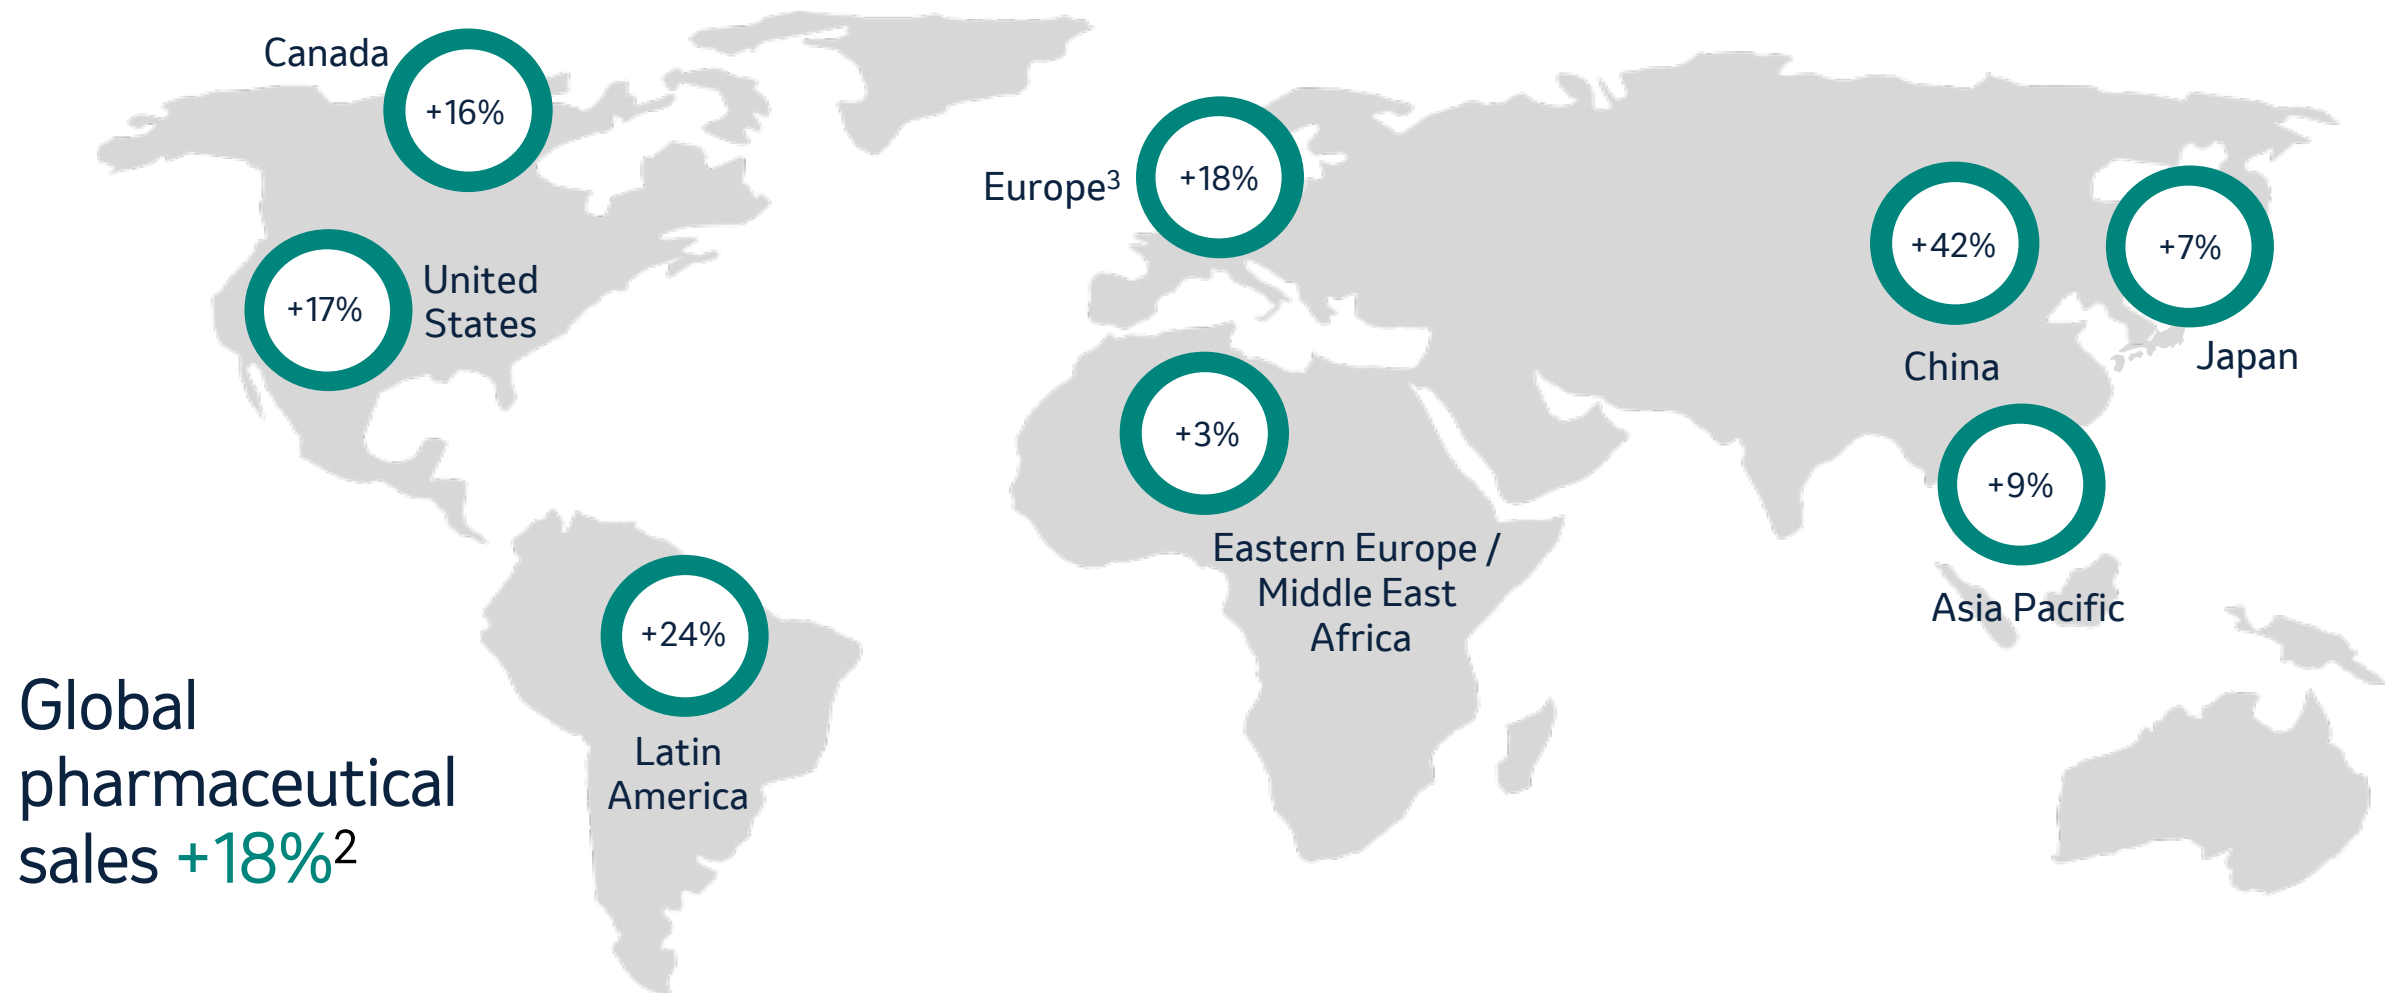 Canada
+16%
+17%
United
States
Europe³
+18%
+42%
China
+7%
Japan
+3%
Eastern Europe /
Middle East
Africa
+9%
Asia Pacific
+24%
Latin
America
Global
pharmaceutical
sales +18%²